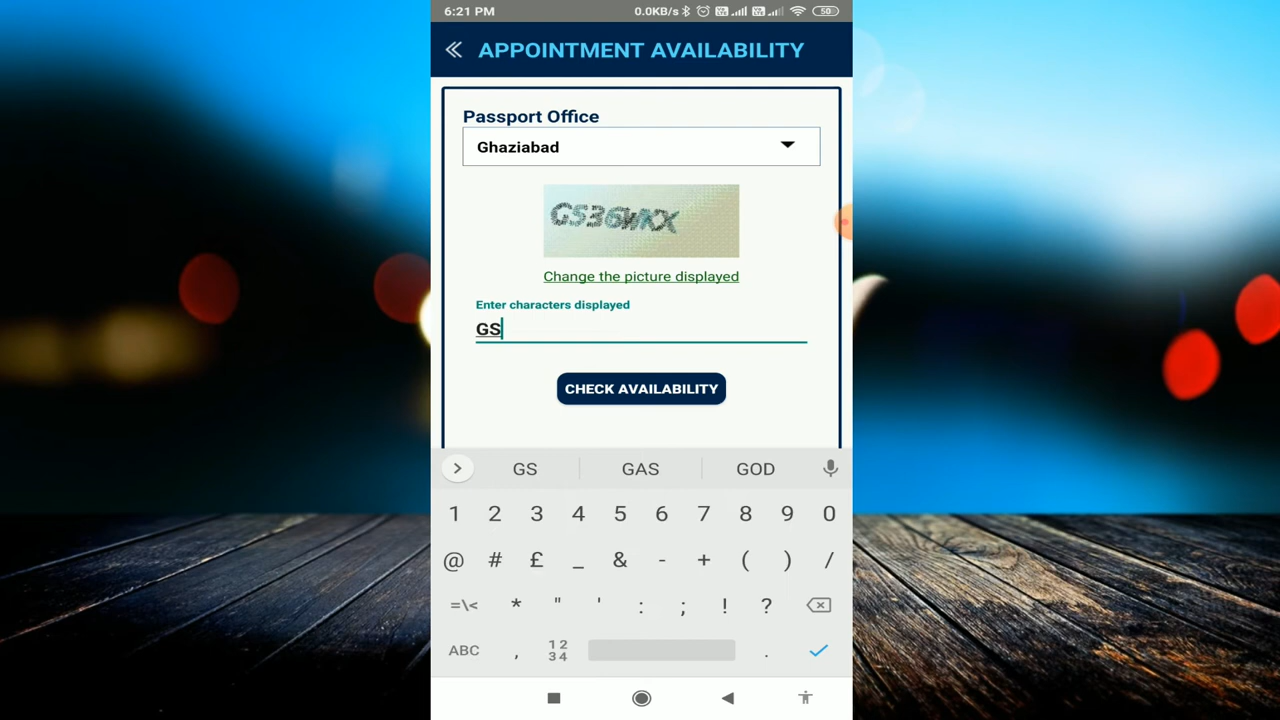 6:21 PM 0.0KB/s 50
APPOINTMENT AVAILABILITY
Passport Office
Ghaziabad
GS36WKX
Change the picture displayed
Enter characters displayed
GS
CHECK AVAILABILITY
GS GAS GOD
1 2 3 4 5 6 7 8 9 0
@ # £ _ & - + ( ) /
=\< * " ' : ; ! ?
ABC , 12 34 .